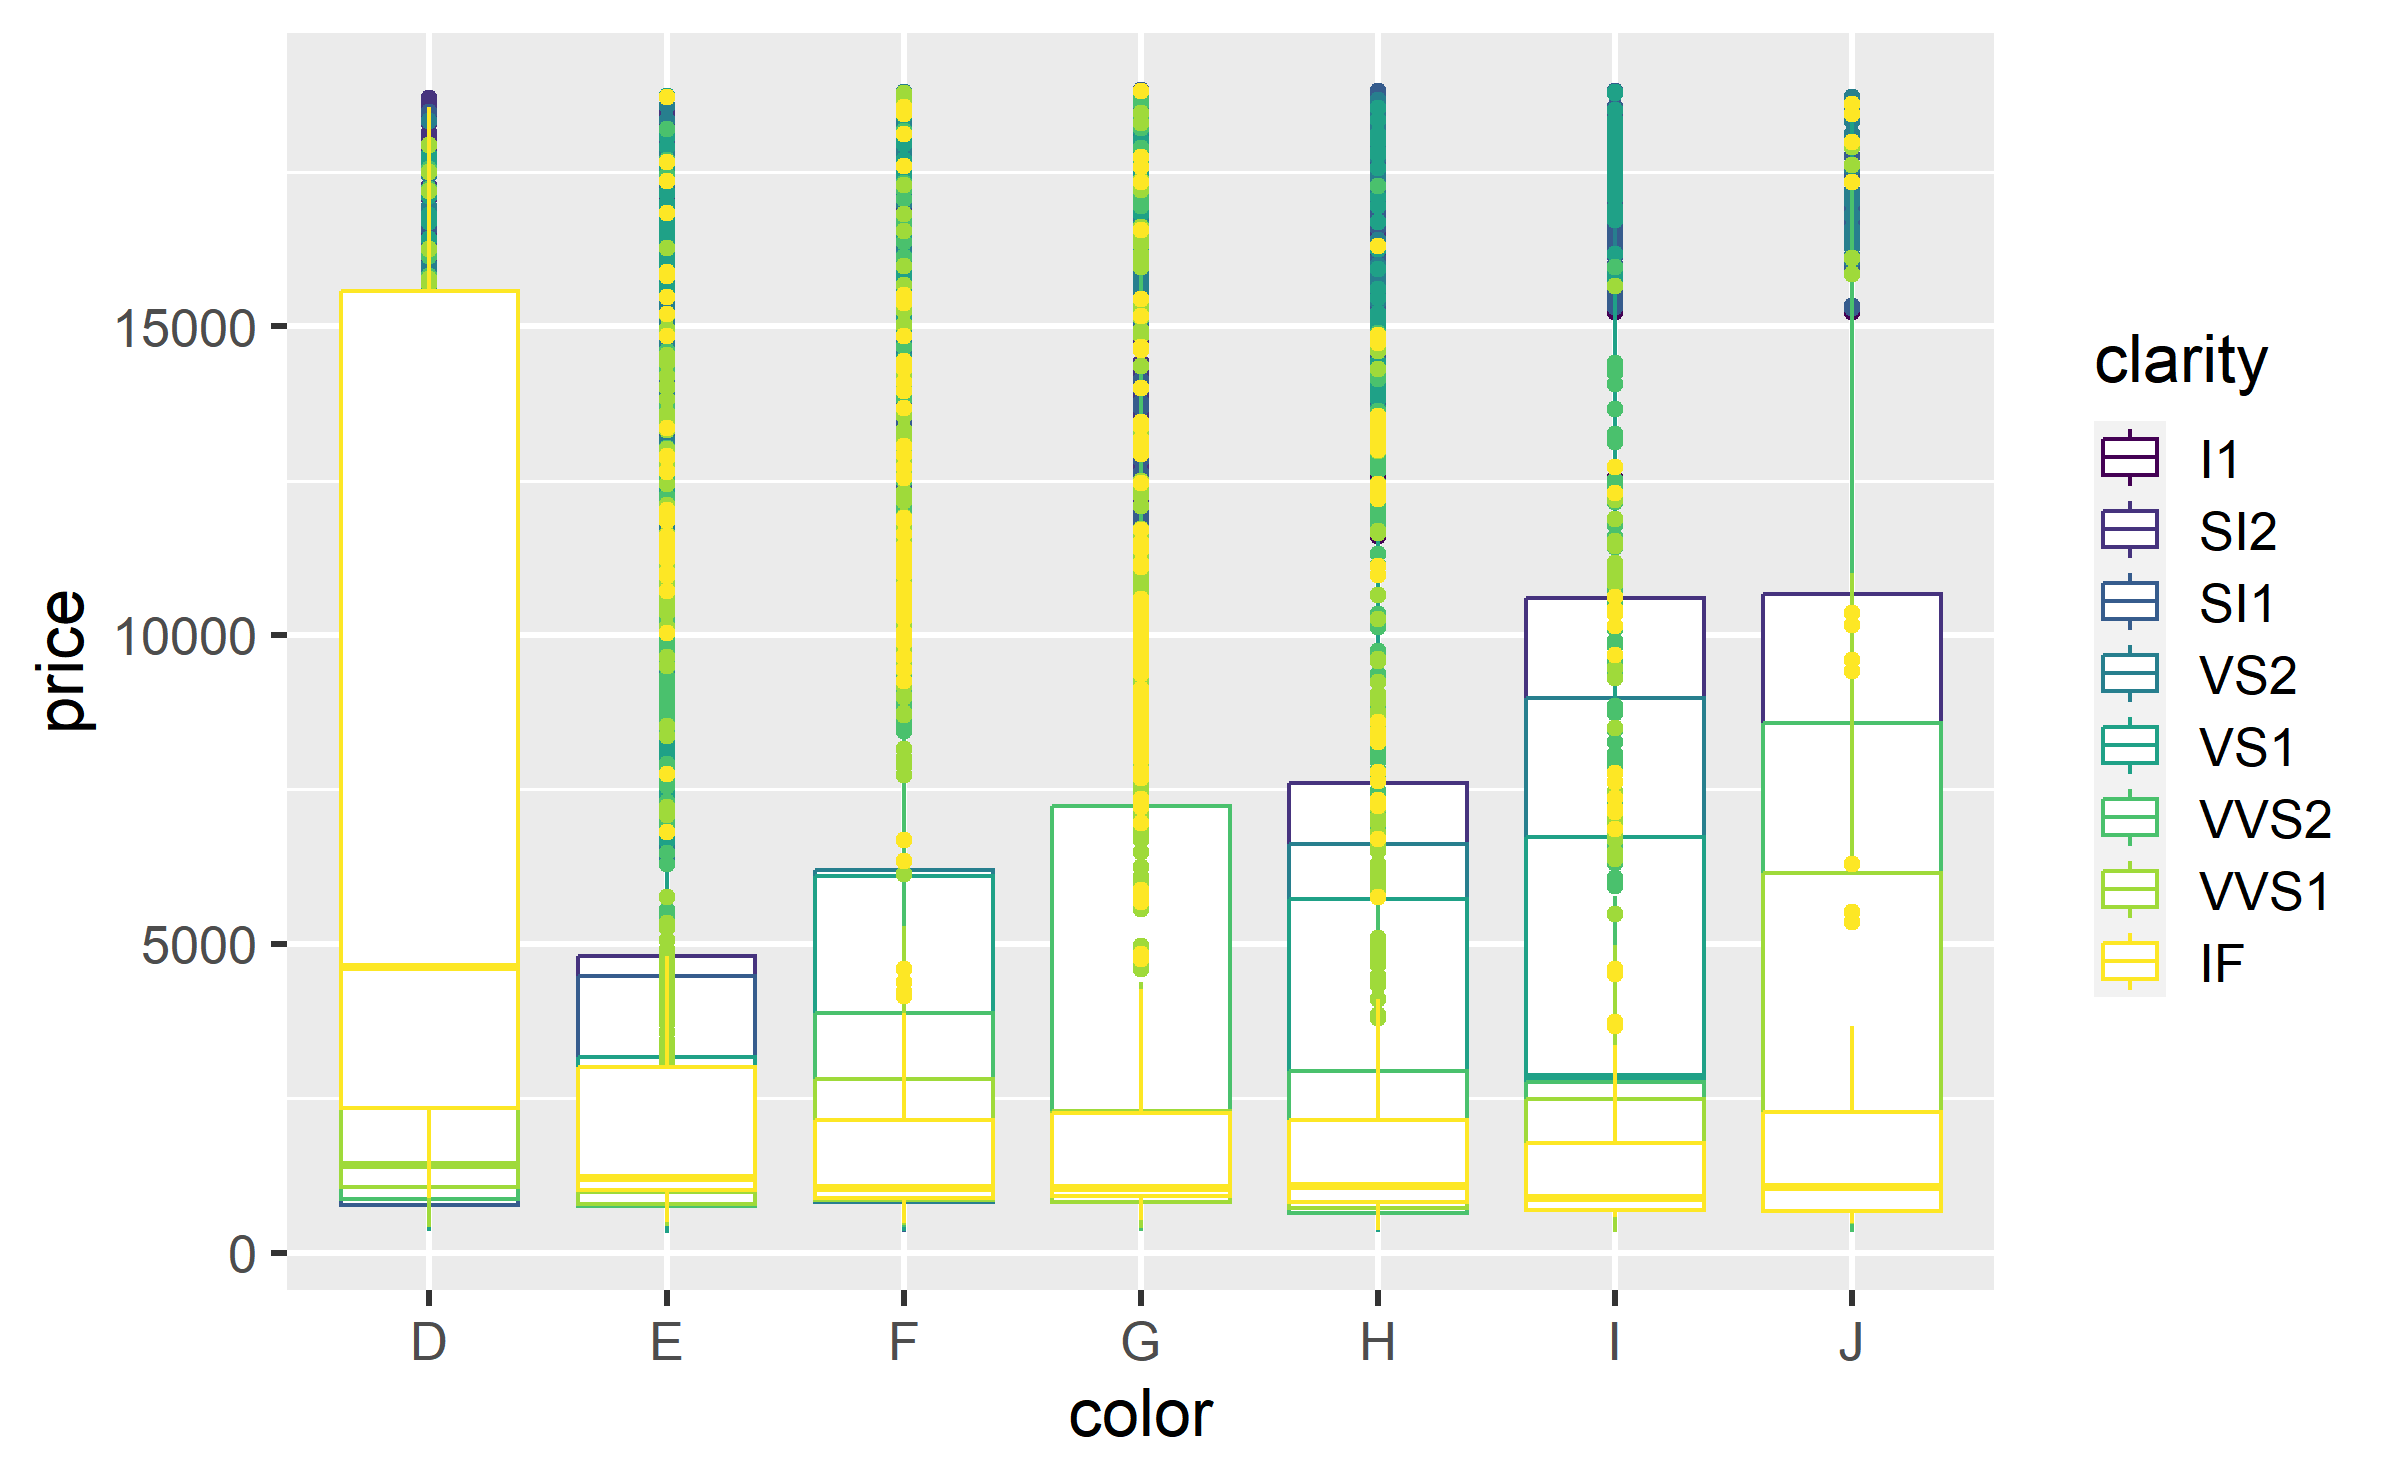 price
15000
10000
5000
0
D E F G H I J
color
clarity
I1
SI2
SI1
VS2
VS1
VVS2
VVS1
IF